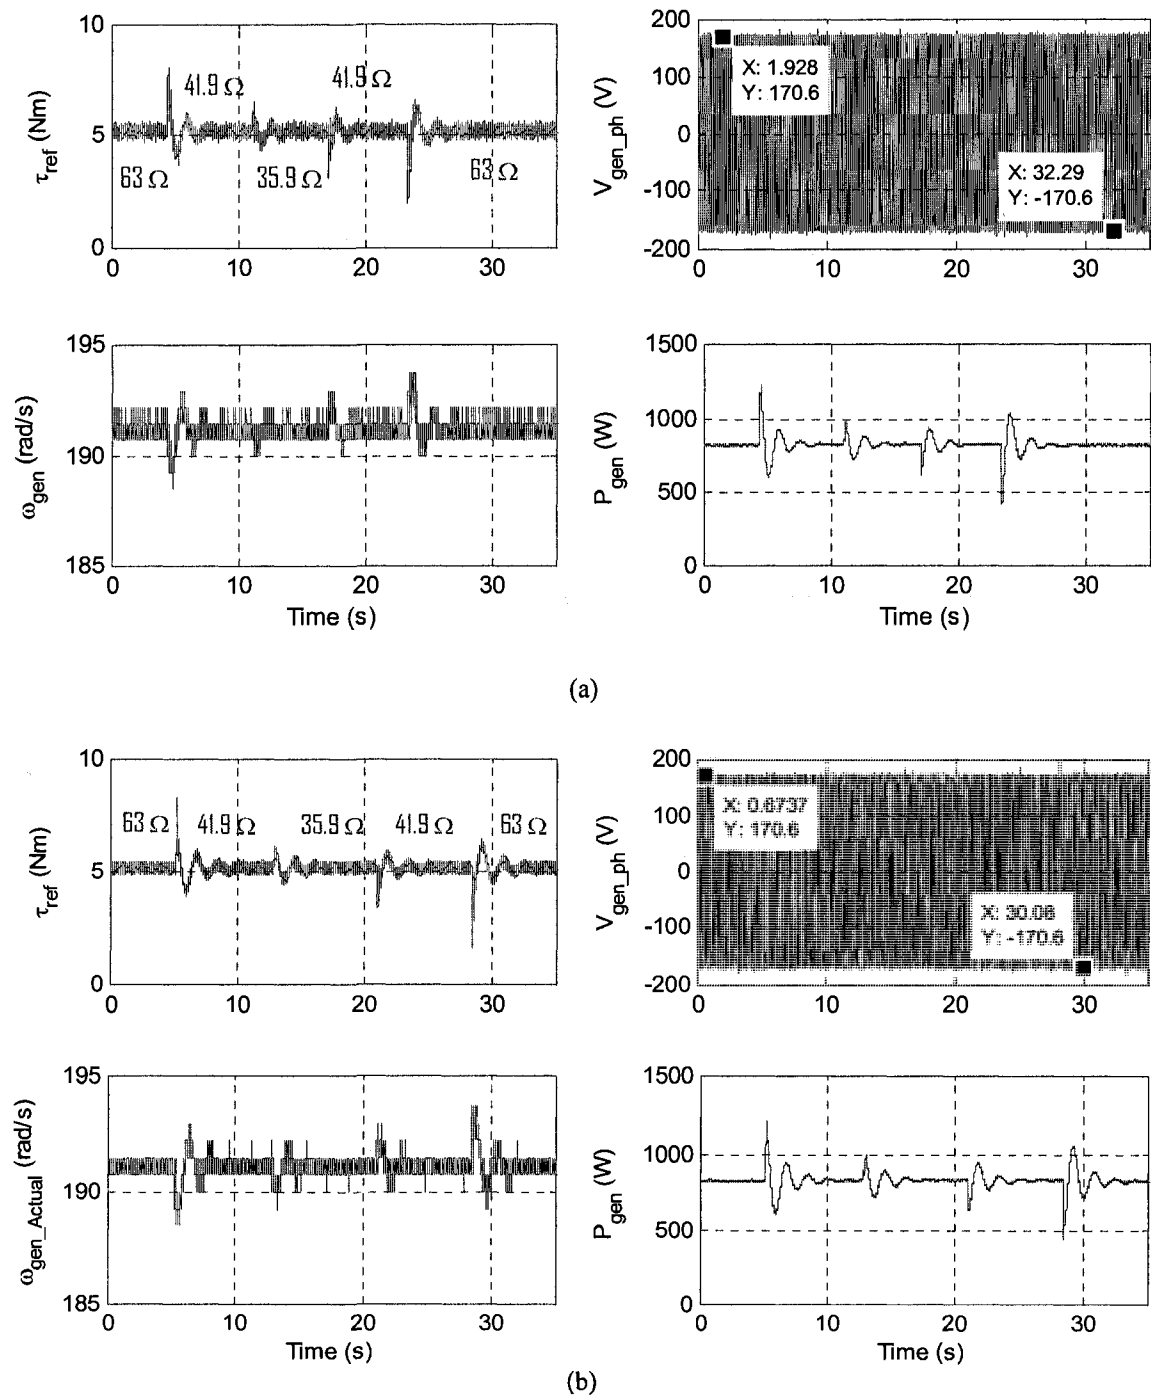 10
5
0
τref (Nm)
41.9 Ω
41.9 Ω
63 Ω
35.9 Ω
63 Ω
0
10
20
30
200
100
0
-100
-200
Vgen_ph (V)
X: 1.928
Y: 170.6
X: 32.29
Y: -170.6
0
10
20
30
195
190
185
ωgen (rad/s)
0
10
20
30
Time (s)
1500
1000
500
0
Pgen (W)
0
10
20
30
Time (s)
(a)
10
5
0
τref (Nm)
63 Ω
41.9 Ω
35.9 Ω
41.9 Ω
63 Ω
0
10
20
30
200
100
0
-100
-200
Vgen_ph (V)
X: 0.6737
Y: 170.6
X: 30.08
Y: -170.6
0
10
20
30
195
190
185
ωgen_Actual (rad/s)
0
10
20
30
Time (s)
1500
1000
500
0
Pgen (W)
0
10
20
30
Time (s)
(b)